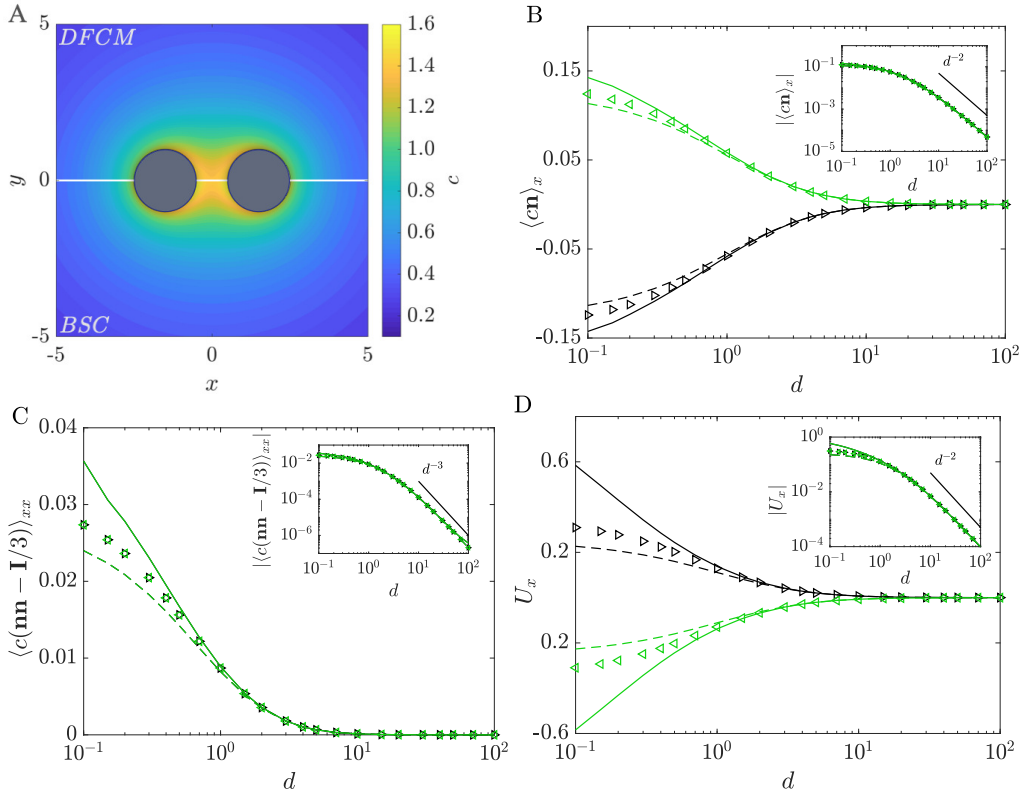 A
DFCM
BSC
5
0
-5
y
-5
0
5
x
1.6
1.4
1.2
1.0
0.8
0.6
0.4
0.2
c
B
⟨cn⟩ₓ
0.15
0.05
-0.05
-0.15
10⁻¹
10⁰
10¹
10²
d
|⟨cn⟩ₓ|
10⁻¹
10⁻³
10⁻⁵
10⁻¹
10⁰
10¹
10²
d
d⁻²
C
⟨c(nn − I/3)⟩ₓₓ
0.04
0.03
0.02
0.01
0
10⁻¹
10⁰
10¹
10²
d
|⟨c(nn − I/3)⟩ₓₓ|
10⁻²
10⁻⁴
10⁻⁶
10⁻¹
10⁰
10¹
10²
d
d⁻³
D
Uₓ
0.6
0.2
0.2
-0.6
10⁻¹
10⁰
10¹
10²
d
|Uₓ|
10⁰
10⁻²
10⁻⁴
10⁻¹
10⁰
10¹
10²
d
d⁻²